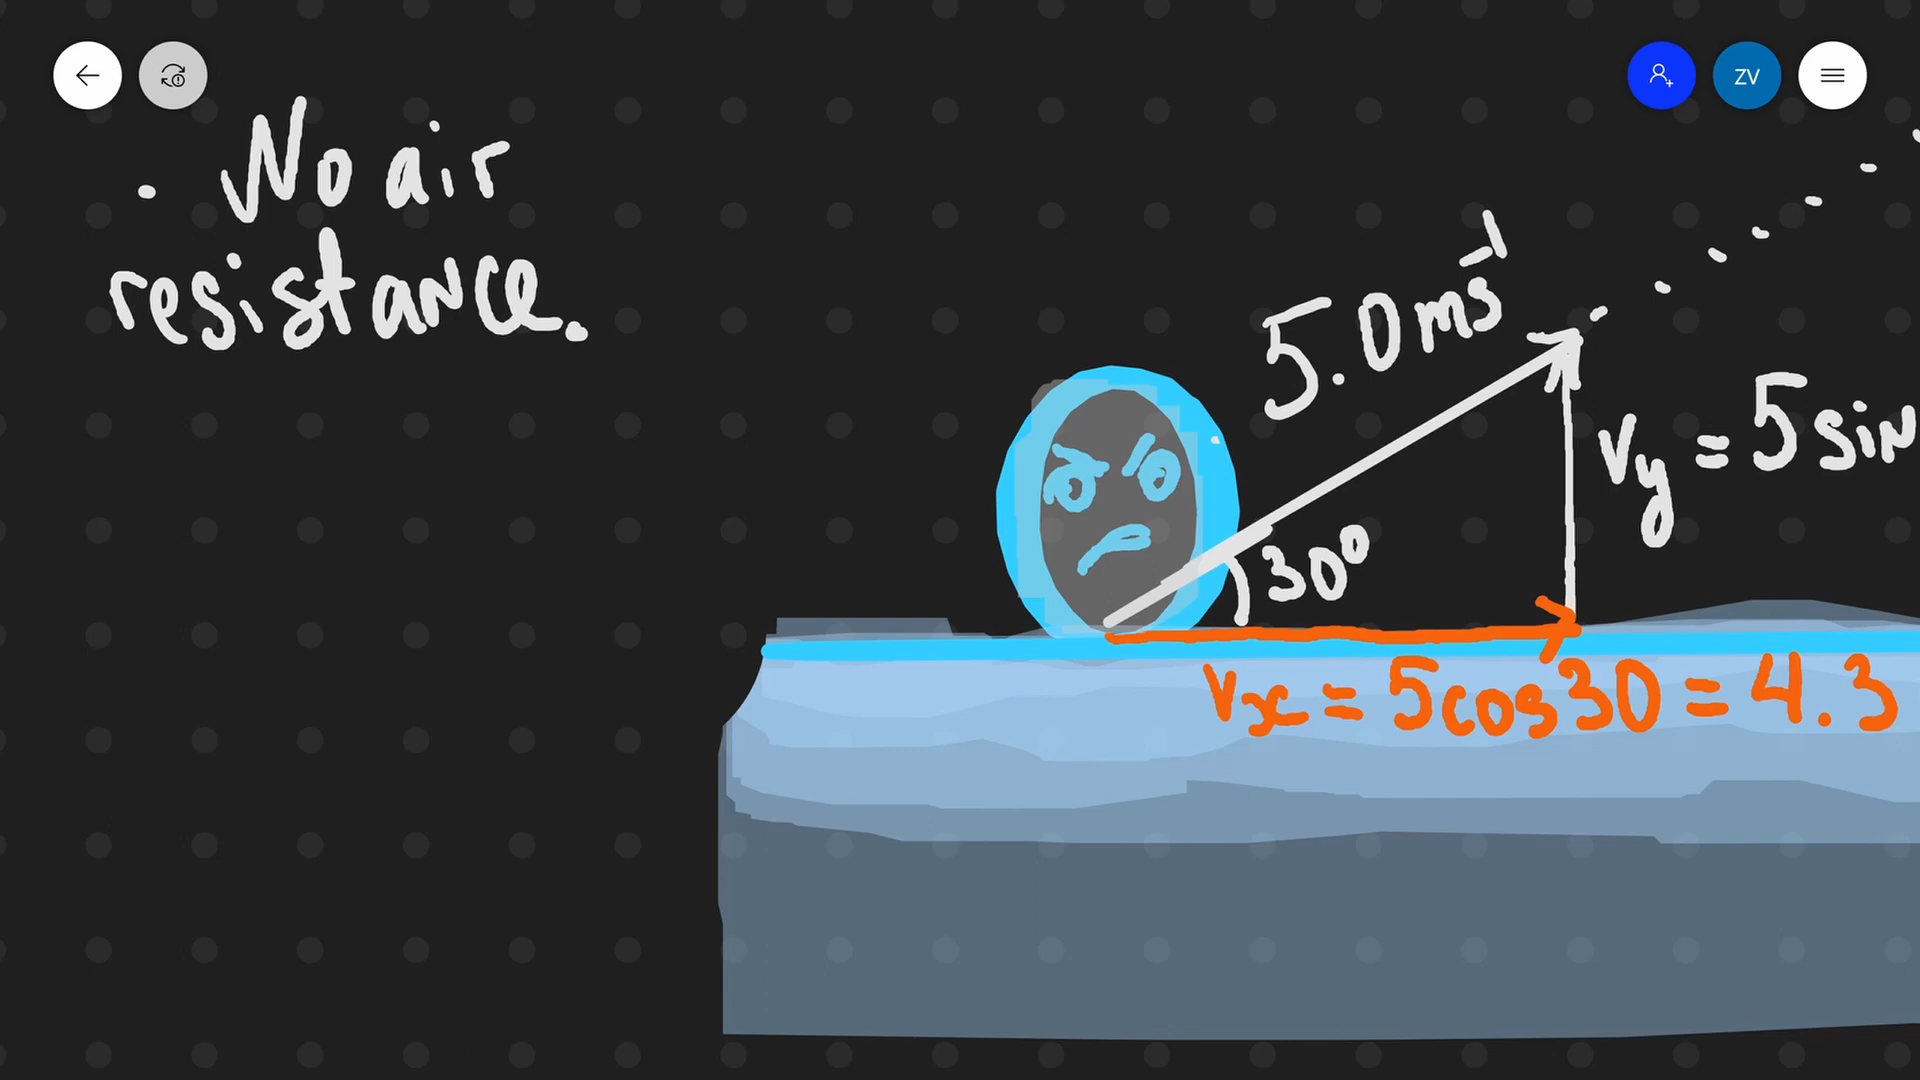 ZV
· No air
resistance.
5.0ms⁻¹
30°
vy = 5 sin
vx = 5cos30 = 4.3